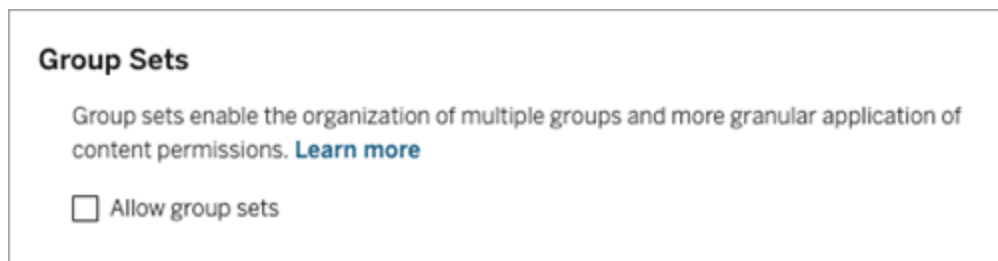 Group Sets
Group sets enable the organization of multiple groups and more granular application of
content permissions. Learn more
Allow group sets